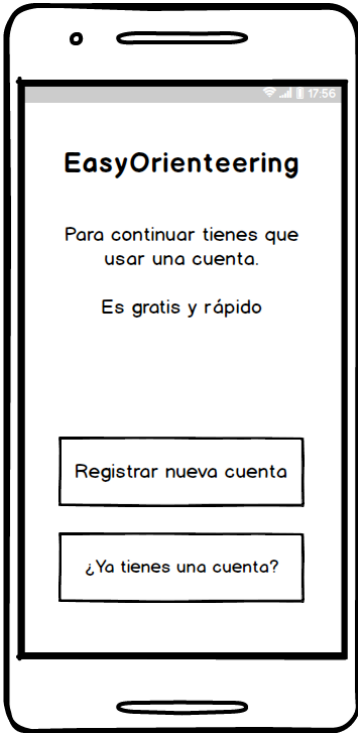 17:56
EasyOrienteering
Para continuar tienes que
usar una cuenta.
Es gratis y rápido
Registrar nueva cuenta
¿Ya tienes una cuenta?